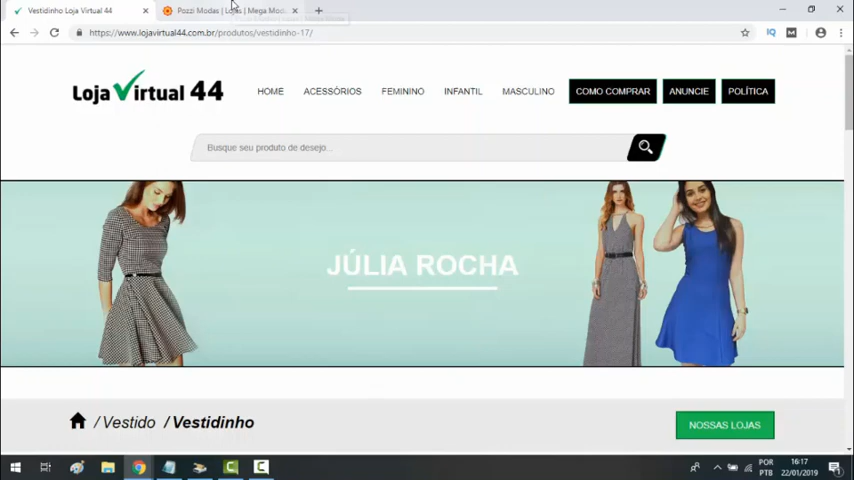 Vestidinho Loja Virtual 44
Pozzi Modas | Lojas | Mega Mod
https://www.lojavirtual44.com.br/produtos/vestidinho-17/
Loja Virtual 44
HOME
ACESSÓRIOS
FEMININO
INFANTIL
MASCULINO
COMO COMPRAR
ANUNCIE
POLÍTICA
Busque seu produto de desejo...
JÚLIA ROCHA
/ Vestido / Vestidinho
NOSSAS LOJAS
POR
PTB
16:17
22/01/2019